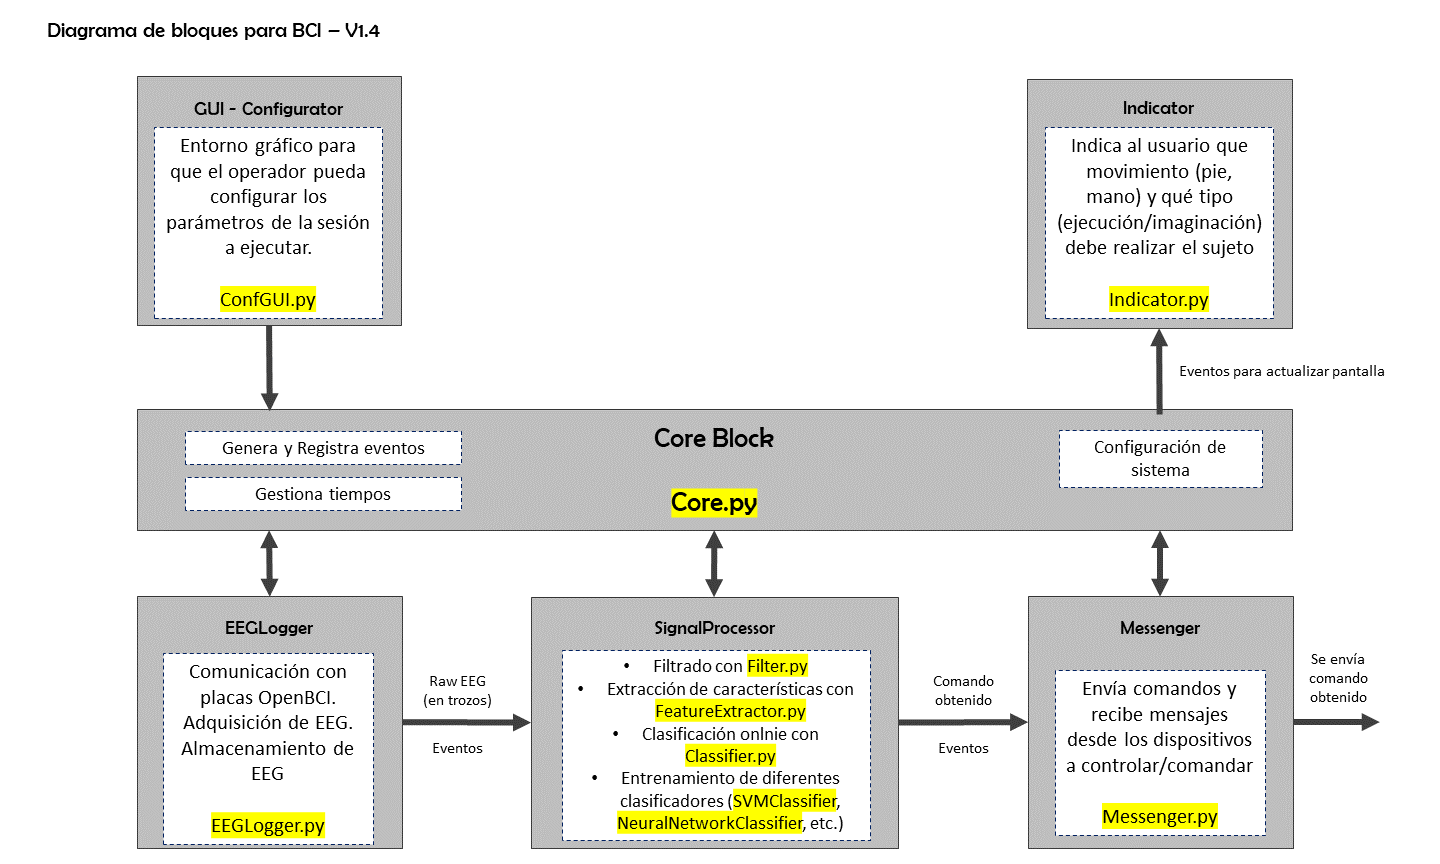 Diagrama de bloques para BCI – V1.4
GUI - Configurator
Entorno gráfico para
que el operador pueda
configurar los
parámetros de la sesión
a ejecutar.
ConfGUI.py
Indicator
Indica al usuario que
movimiento (pie,
mano) y qué tipo
(ejecución/imaginación)
debe realizar el sujeto
Indicator.py
Eventos para actualizar pantalla
Core Block
Core.py
Genera y Registra eventos
Gestiona tiempos
Configuración de
sistema
EEGLogger
Comunicación con
placas OpenBCI.
Adquisición de EEG.
Almacenamiento de
EEG
EEGLogger.py
Raw EEG
(en trozos)
Eventos
SignalProcessor
• Filtrado con Filter.py
• Extracción de características con
FeatureExtractor.py
• Clasificación onlnie con
Classifier.py
• Entrenamiento de diferentes
clasificadores (SVMClassifier,
NeuralNetworkClassifier, etc.)
Comando
obtenido
Eventos
Messenger
Envía comandos y
recibe mensajes
desde los dispositivos
a controlar/comandar
Messenger.py
Se envía
comando
obtenido